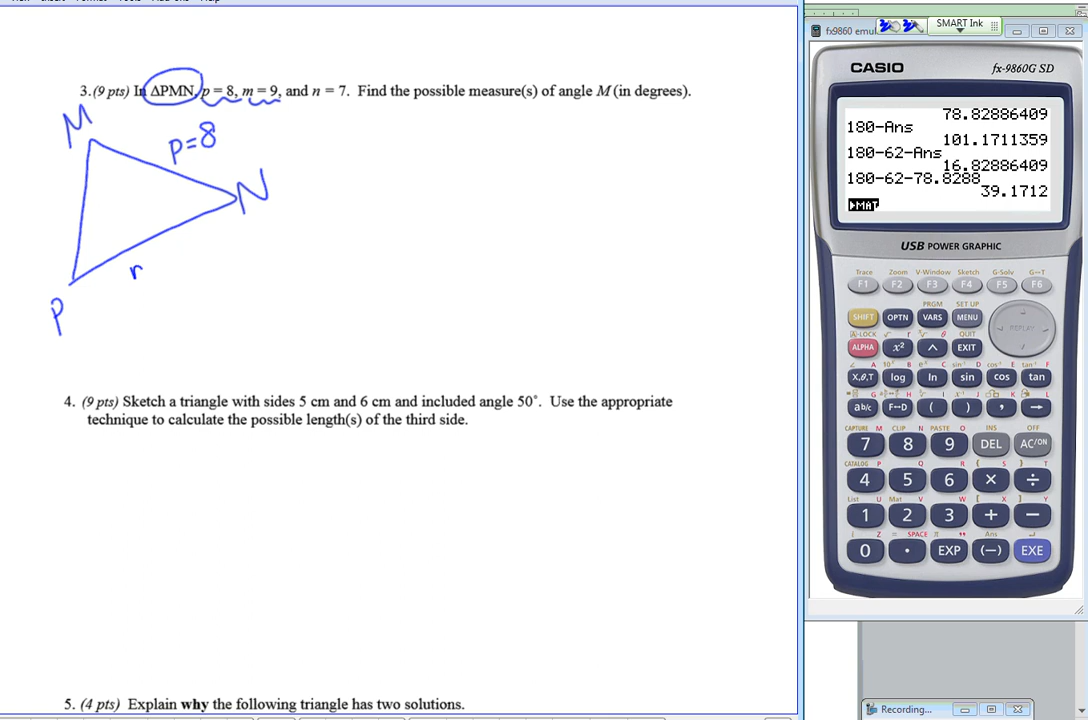 SMART Ink
fx9860 emu
3. (9 pts) In ΔPMN, p = 8, m = 9, and n = 7. Find the possible measure(s) of angle M (in degrees).
M
p=8
N
r
P
4. (9 pts) Sketch a triangle with sides 5 cm and 6 cm and included angle 50°. Use the appropriate
technique to calculate the possible length(s) of the third side.
5. (4 pts) Explain why the following triangle has two solutions.
CASIO fx-9860G SD
78.82886409
180-Ans
101.1711359
180-62-Ans
16.82886409
180-62-78.8288
39.1712
▶MAT
USB POWER GRAPHIC
Trace Zoom V-Window Sketch G-Solv G↔T
F1 F2 F3 F4 F5 F6
PRGM SET UP
SHIFT OPTN VARS MENU REPLAY
A-LOCK √ QUIT
ALPHA x² ^ EXIT
X,θ,T log ln sin cos tan
a b/c F↔D ( ) , →
CAPTURE M CLIP N PASTE O INS OFF
7 8 9 DEL AC/ON
CATALOG P Q R
4 5 6 × ÷
List U Mat V W X Y
1 2 3 + −
Z SPACE Ans
0 . EXP (−) EXE
Recording...